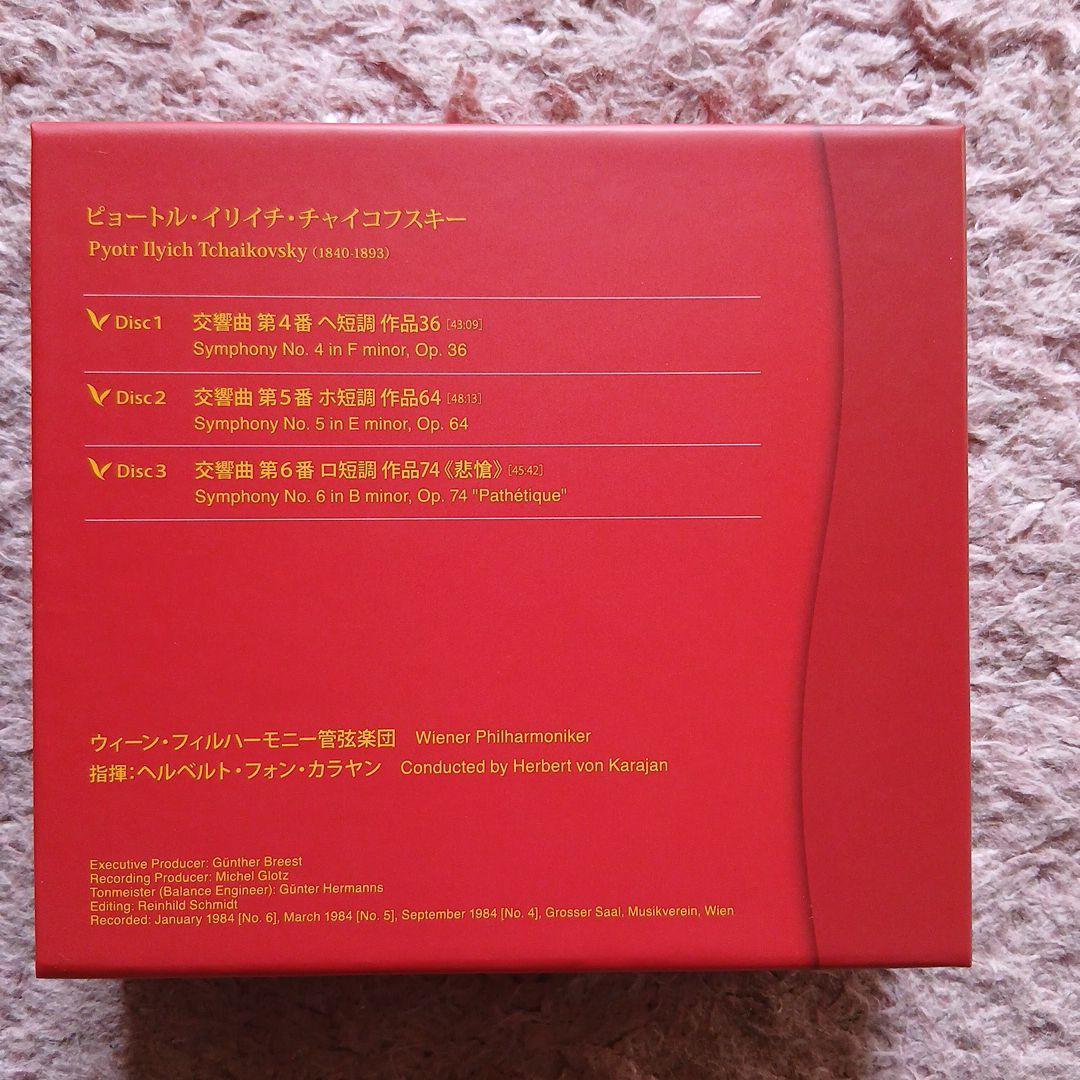 ピョートル・イリイチ・チャイコフスキー
Pyotr Ilyich Tchaikovsky (1840-1893)
Disc1 交響曲 第4番 ヘ短調 作品36 [43:09]
Symphony No. 4 in F minor, Op. 36
Disc2 交響曲 第5番 ホ短調 作品64 [48:13]
Symphony No. 5 in E minor, Op. 64
Disc3 交響曲 第6番 ロ短調 作品74《悲愴》 [45:42]
Symphony No. 6 in B minor, Op. 74 "Pathétique"
ウィーン・フィルハーモニー管弦楽団 Wiener Philharmoniker
指揮：ヘルベルト・フォン・カラヤン Conducted by Herbert von Karajan
Executive Producer: Günther Breest
Recording Producer: Michel Glotz
Tonmeister (Balance Engineer): Günter Hermanns
Editing: Reinhild Schmidt
Recorded: January 1984 [No. 6], March 1984 [No. 5], September 1984 [No. 4], Grosser Saal, Musikverein, Wien